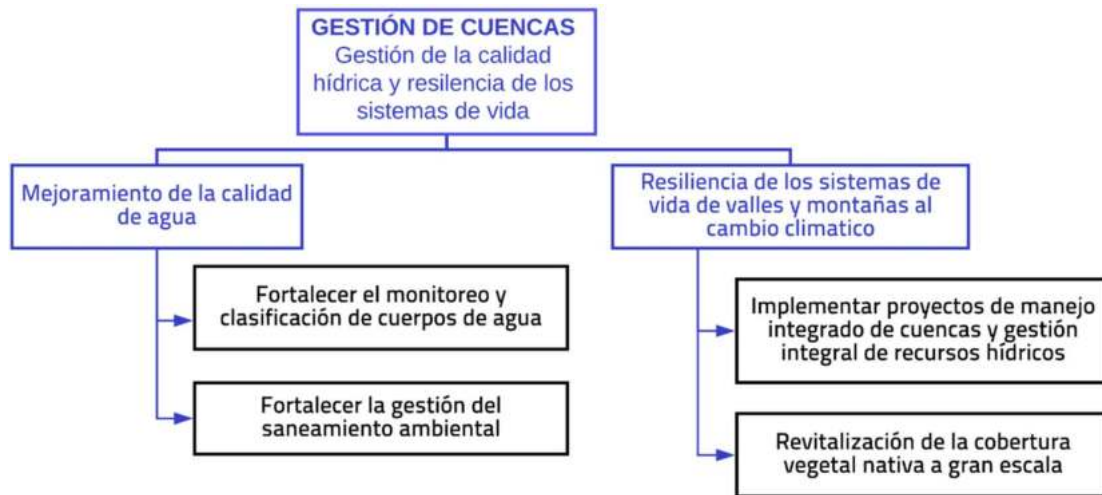 GESTIÓN DE CUENCAS
Gestión de la calidad
hídrica y resilencia de los
sistemas de vida
Mejoramiento de la calidad
de agua
Fortalecer el monitoreo y
clasificación de cuerpos de agua
Fortalecer la gestión del
saneamiento ambiental
Resiliencia de los sistemas de
vida de valles y montañas al
cambio climatico
Implementar proyectos de manejo
integrado de cuencas y gestión
integral de recursos hídricos
Revitalización de la cobertura
vegetal nativa a gran escala